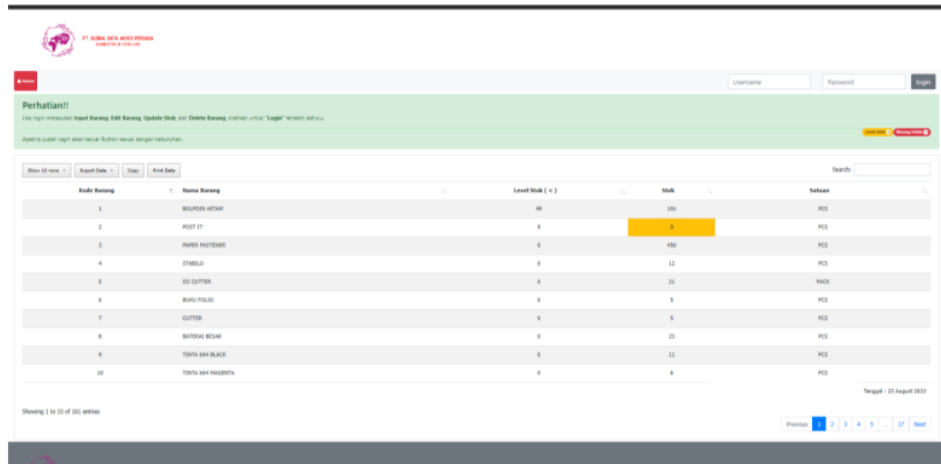 PT. GLOBAL DATA AKSES PERSADA
Home
Username
Password
login
Perhatian!!
Jika ingin melakukan Input Barang, Edit Barang, Update Stok, dan Delete Barang, silahkan untuk "Login" terlebih dahulu.
Apabila sudah login akan keluar Button sesuai dengan kebutuhan.
Level Stok
Barang Habis
Show 10 rows
Export Data
Copy
Print Data
Search:
Kode Barang Nama Barang Level Stok ( < ) Stok Satuan
1 BOLPOIN HITAM 101 PCS
2 POST IT PCS
3 PAPER FASTENER 0 450 PCS
4 STABILO 0 12 PCS
5 ISI CUTTER 0 21 PACK
6 BUKU FOLIO 0 5 PCS
7 CUTTER 0 5 PCS
8 BATERAI BESAR 0 PCS
9 TINTA 664 BLACK 0 11 PCS
10 TINTA 664 MAGENTA 0 6 PCS
Tanggal : 23 August 2023
Showing 1 to 10 of 161 entries
Previous 1 2 3 4 5 ... 17 Next